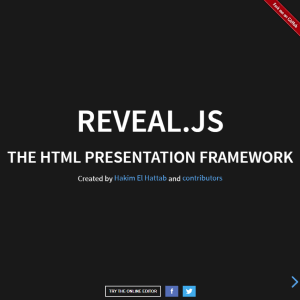 Fork me on GitHub
REVEAL.JS
THE HTML PRESENTATION FRAMEWORK
Created by Hakim El Hattab and contributors
TRY THE ONLINE EDITOR
f